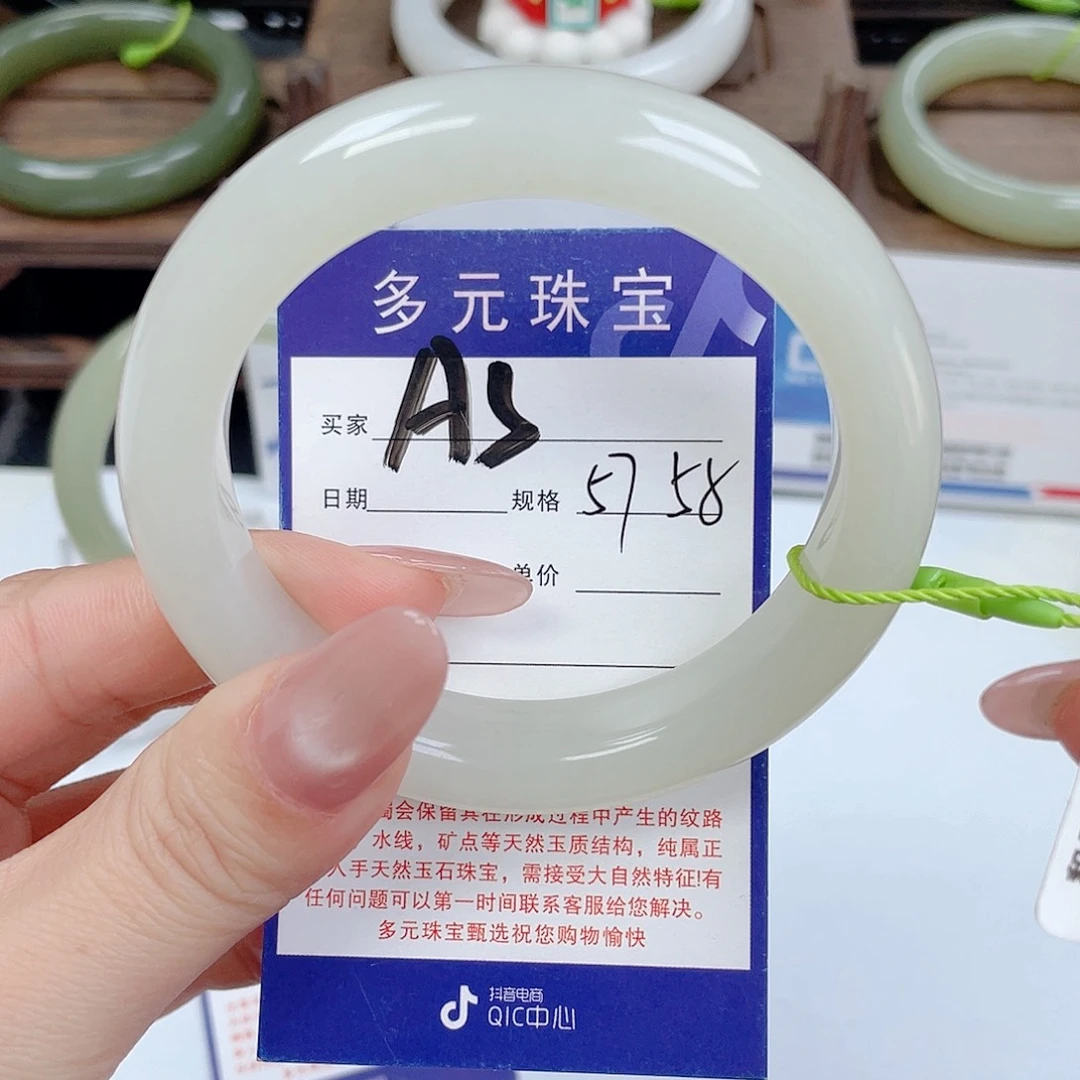 多元珠宝
买家 A5
日期 规格 57 58
单价
会保留其在形成过程中产生的纹路
水线，矿点等天然玉质结构，纯属正
入手天然玉石珠宝，需接受大自然特征!有
任何问题可以第一时间联系客服给您解决。
多元珠宝甄选祝您购物愉快
抖音电商
QIC中心